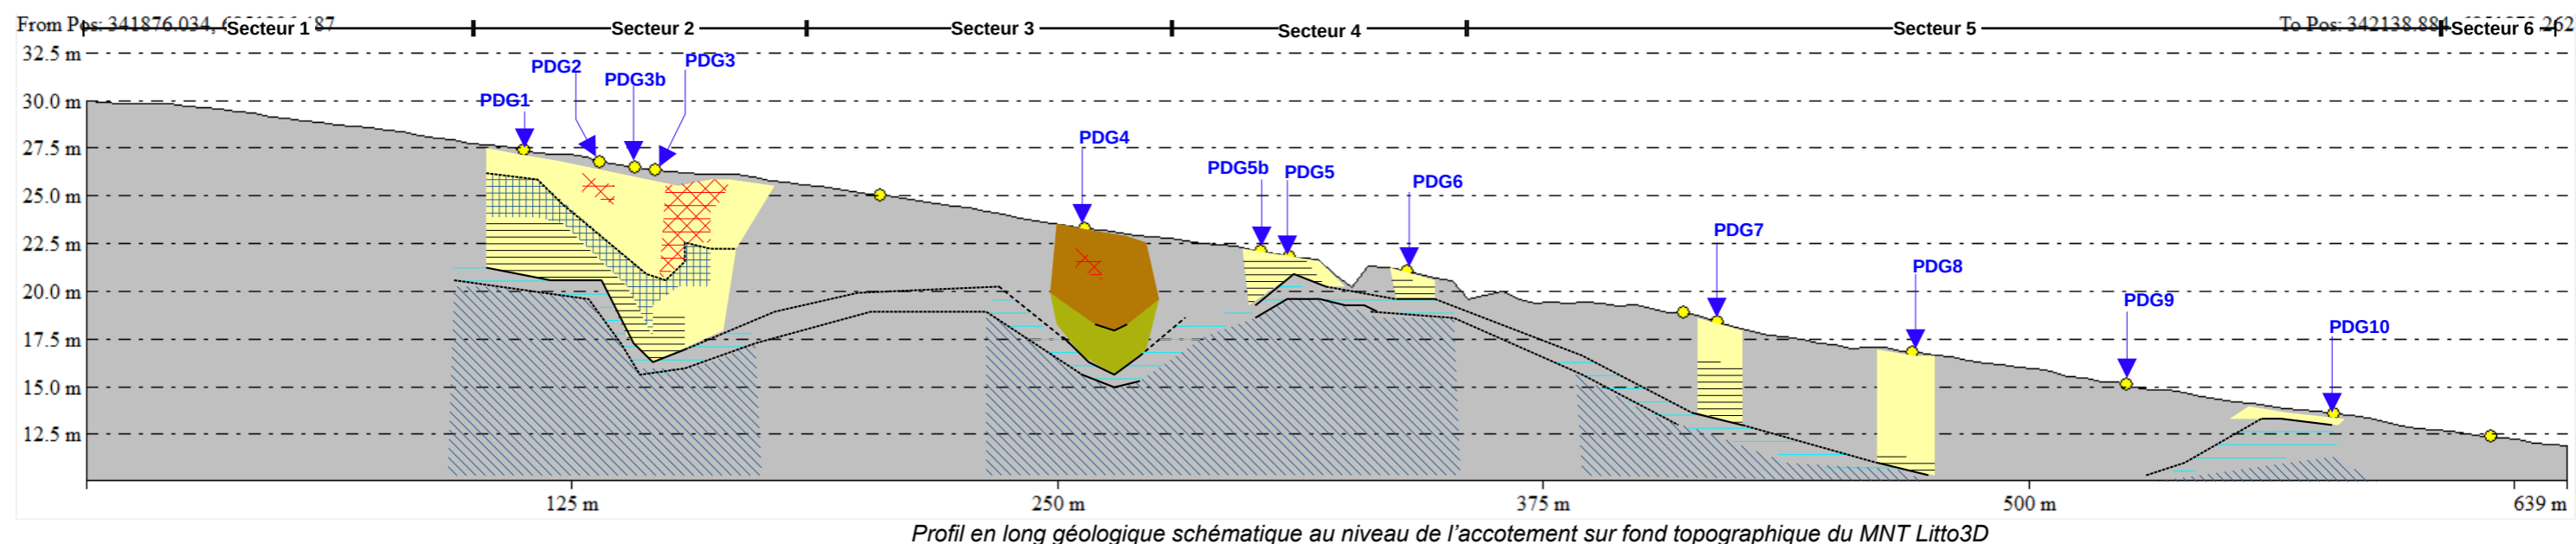 From Pos: 341876.034, 87
To Pos: 342138.884, 262
Secteur 1 Secteur 2 Secteur 3 Secteur 4 Secteur 5 Secteur 6
32.5 m
30.0 m
27.5 m
25.0 m
22.5 m
20.0 m
17.5 m
15.0 m
12.5 m
PDG1
PDG2
PDG3b
PDG3
PDG4
PDG5b
PDG5
PDG6
PDG7
PDG8
PDG9
PDG10
125 m 250 m 375 m 500 m 639 m
Profil en long géologique schématique au niveau de l’accotement sur fond topographique du MNT Litto3D